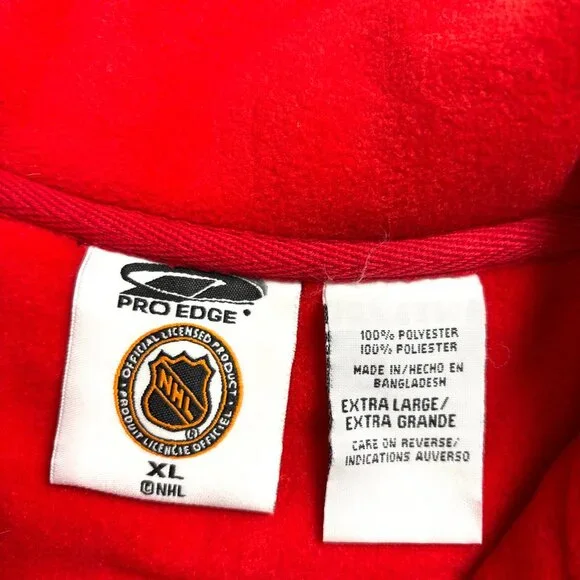 PRO EDGE
OFFICIAL LICENSED PRODUCT
NHL
PRODUIT LICENCIÉ OFFICIEL
®
XL
©NHL
100% POLYESTER
100% POLIESTER
MADE IN/HECHO EN
BANGLADESH
EXTRA LARGE/
EXTRA GRANDE
CARE ON REVERSE/
INDICATIONS AUVERSO